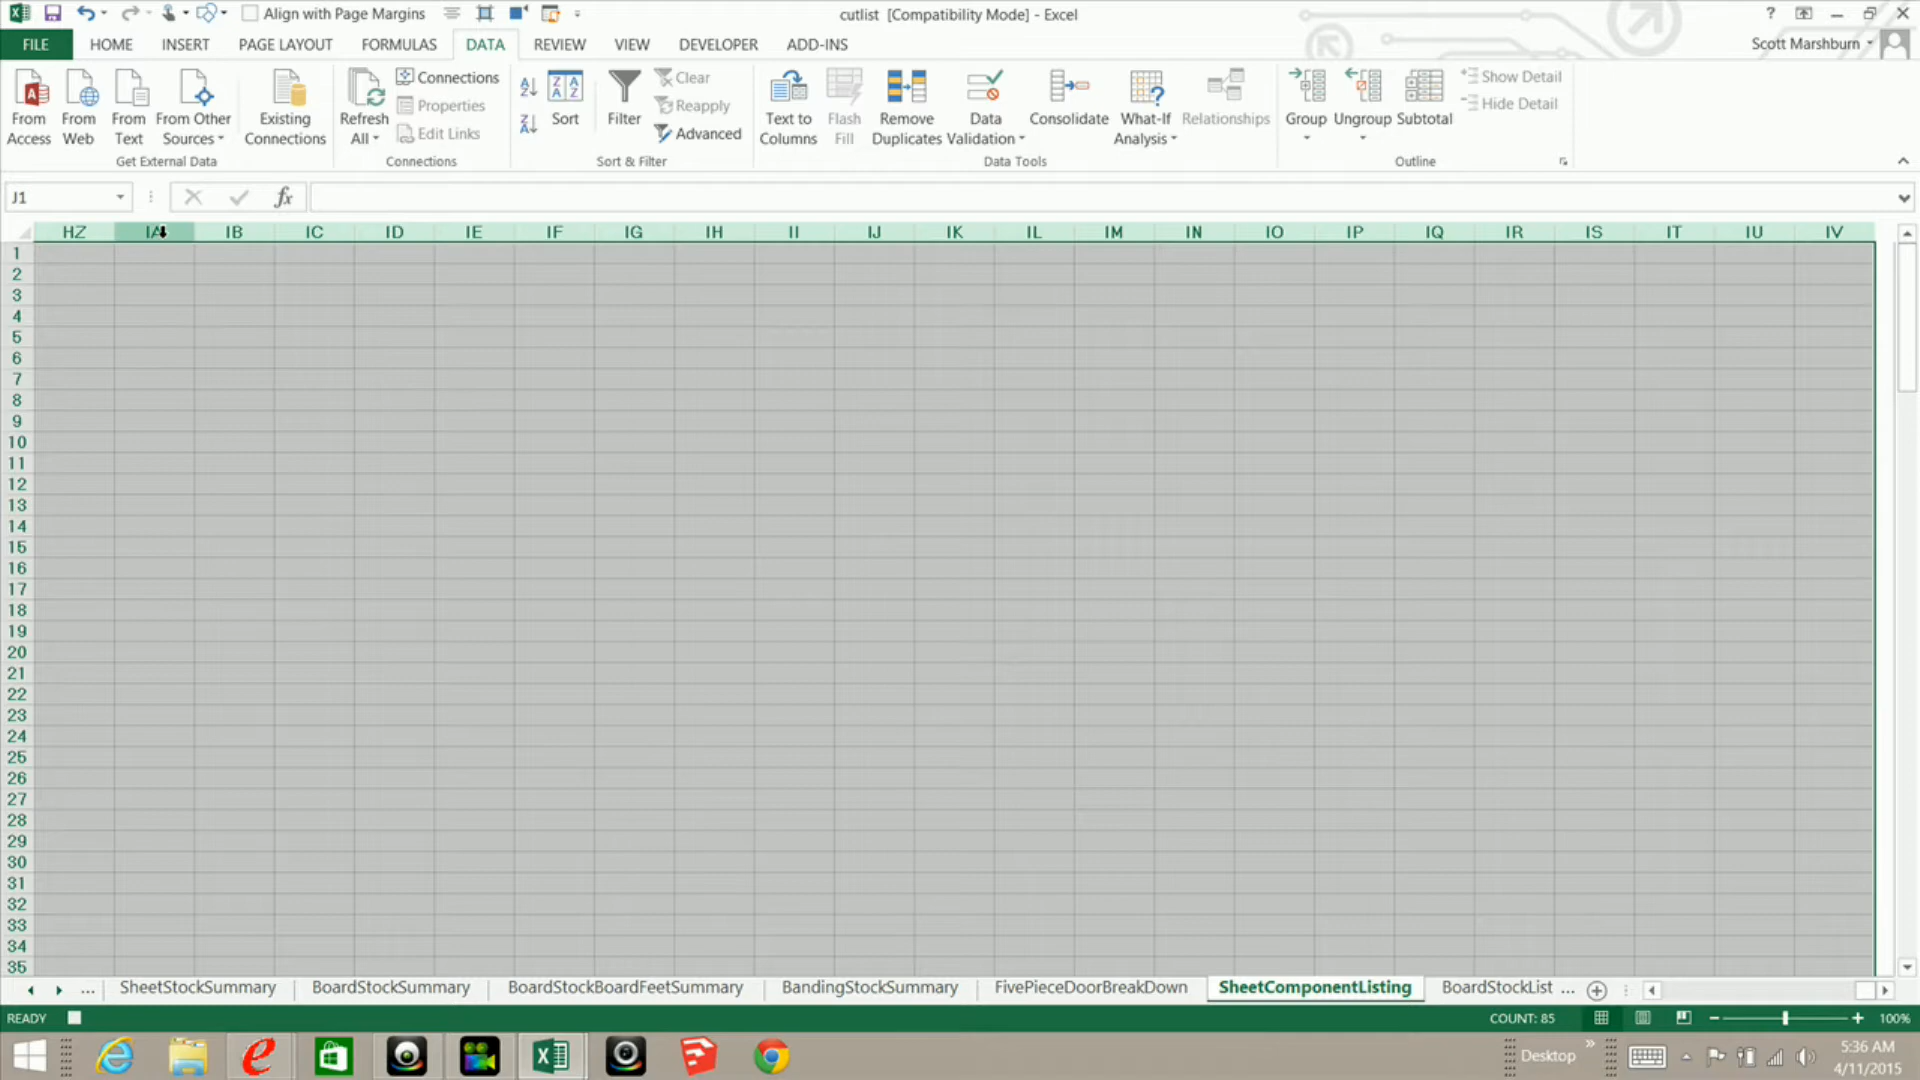 Align with Page Margins
cutlist [Compatibility Mode] - Excel
?
FILE HOME INSERT PAGE LAYOUT FORMULAS DATA REVIEW VIEW DEVELOPER ADD-INS
Scott Marshburn
From Access
From Web
From Text
From Other Sources
Get External Data
Existing Connections
Refresh All
Connections
Properties
Edit Links
Connections
Sort
Filter
Clear
Reapply
Advanced
Sort & Filter
Text to Columns
Flash Fill
Remove Duplicates
Data Validation
Consolidate
What-If Analysis
Relationships
Data Tools
Group
Ungroup
Subtotal
Show Detail
Hide Detail
Outline
J1
fx
HZ IA IB IC ID IE IF IG IH II IJ IK IL IM IN IO IP IQ IR IS IT IU IV
1
2
3
4
5
6
7
8
9
10
11
12
13
14
15
16
17
18
19
20
21
22
23
24
25
26
27
28
29
30
31
32
33
34
35
... SheetStockSummary BoardStockSummary BoardStockBoardFeetSummary BandingStockSummary FivePieceDoorBreakDown SheetComponentListing BoardStockList ...
READY
COUNT: 85
100%
Desktop
5:36 AM
4/11/2015